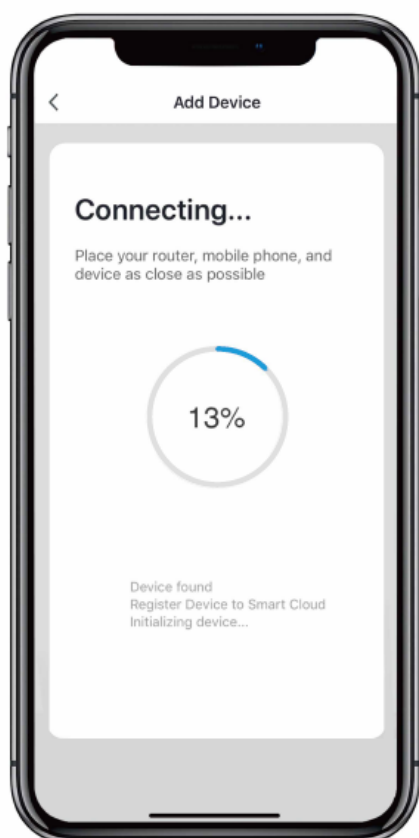 Add Device
Connecting...
Place your router, mobile phone, and
device as close as possible
13%
Device found
Register Device to Smart Cloud
Initializing device...